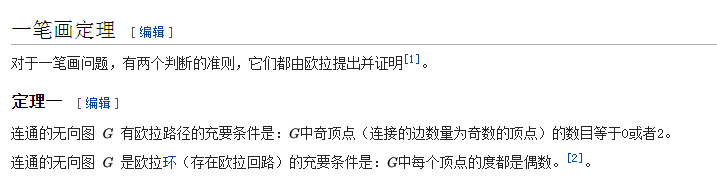 一笔画定理 [编辑]
对于一笔画问题，有两个判断的准则，它们都由欧拉提出并证明[1]。
定理一 [编辑]
连通的无向图 G 有欧拉路径的充要条件是：G中奇顶点（连接的边数量为奇数的顶点）的数目等于0或者2。
连通的无向图 G 是欧拉环（存在欧拉回路）的充要条件是：G中每个顶点的度都是偶数。[2]。